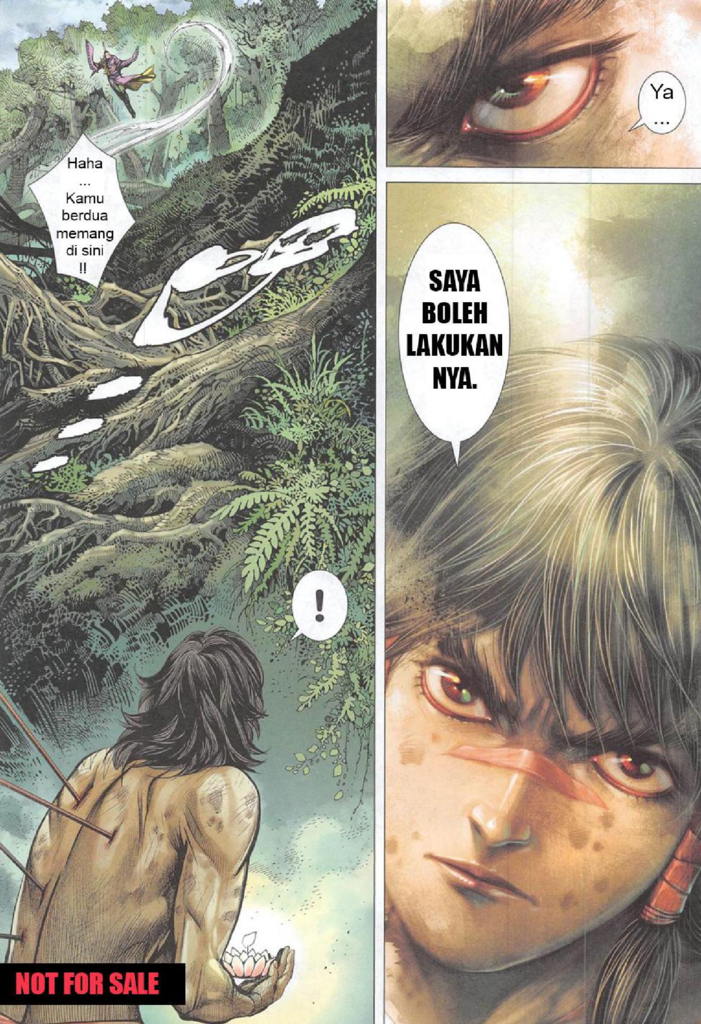 Ya
...
SAYA
BOLEH
LAKUKAN
NYA.
Haha
...
Kamu
berdua
memang
di sini
!!
!
NOT FOR SALE